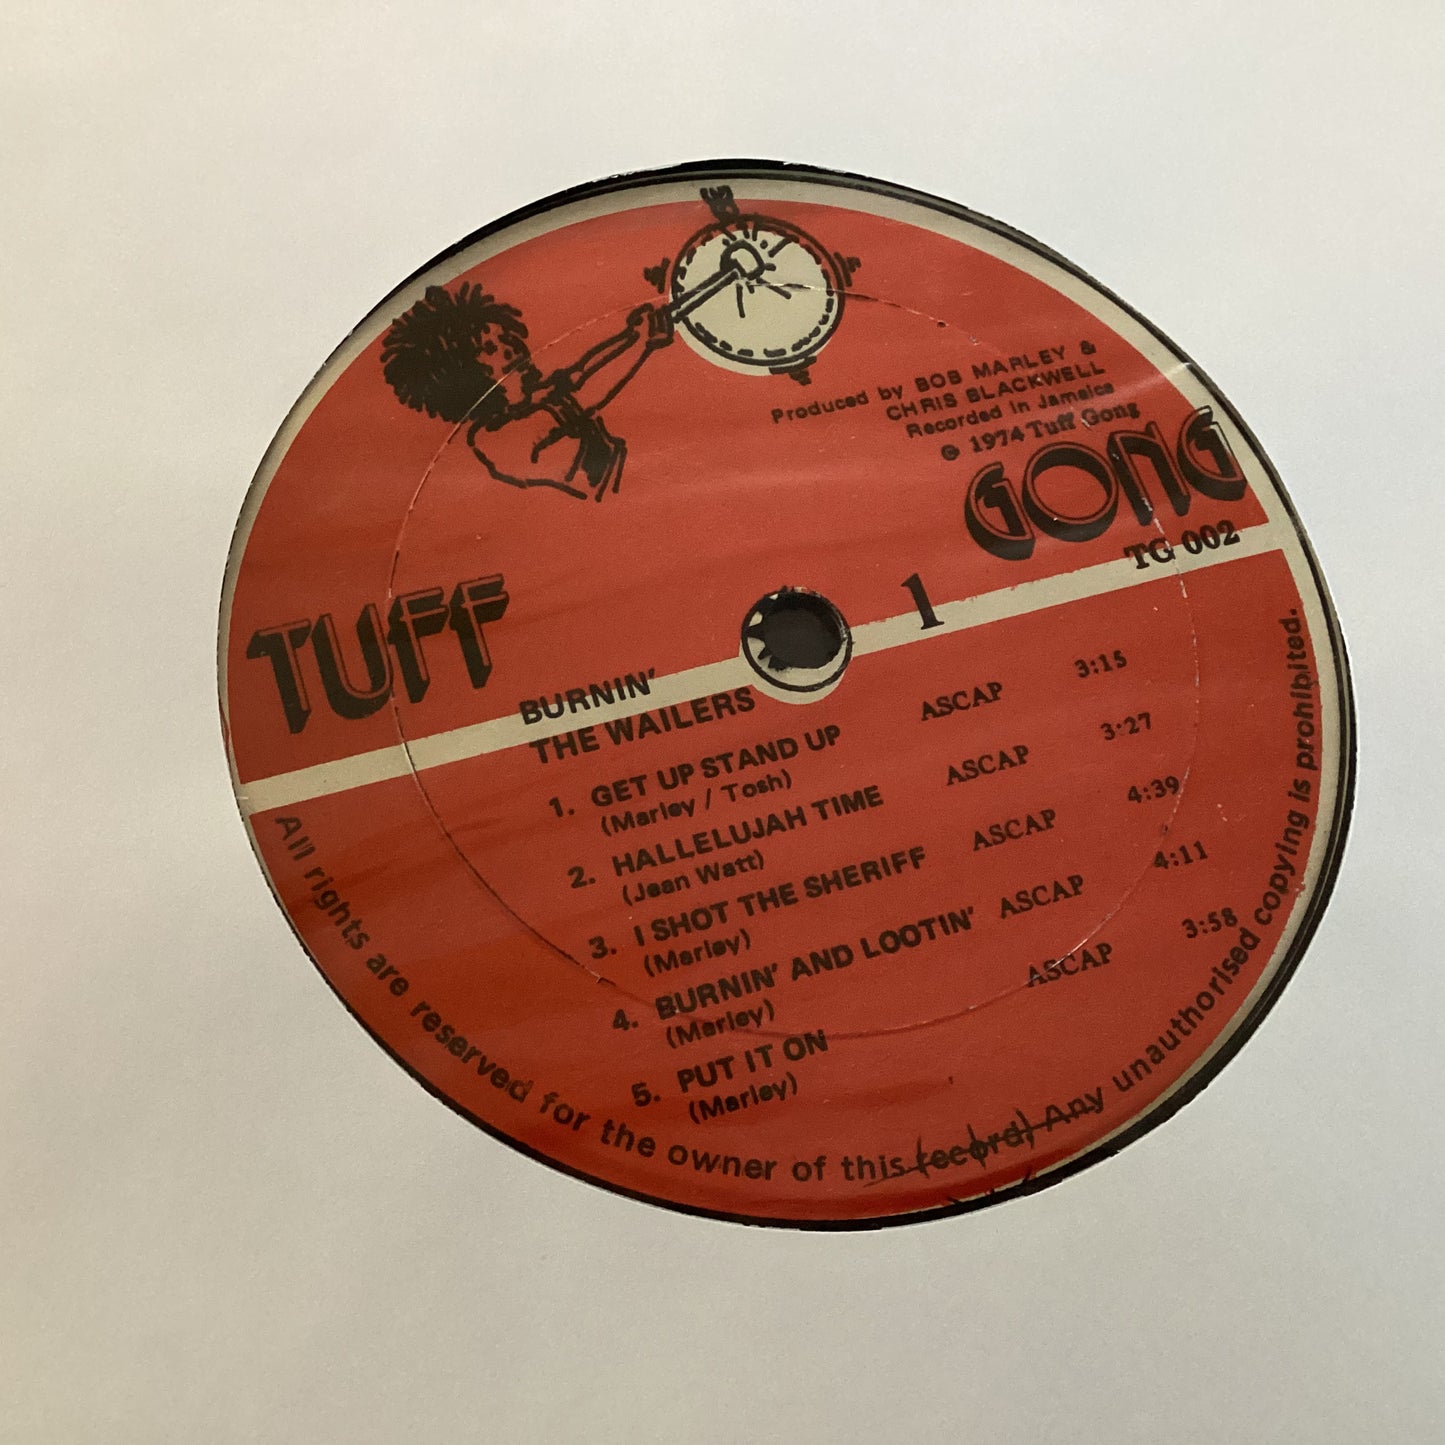 Produced by BOB MARLEY &
CHRIS BLACKWELL
Recorded in Jamaica
℗ 1974 Tuff Gong
TUFF GONG
TG 002
1
BURNIN'
THE WAILERS
1. GET UP STAND UP ASCAP 3:15
(Marley / Tosh)
2. HALLELUJAH TIME ASCAP 3:27
(Jean Watt)
3. I SHOT THE SHERIFF ASCAP 4:39
(Marley)
4. BURNIN' AND LOOTIN' ASCAP 4:11
(Marley)
5. PUT IT ON ASCAP 3:58
(Marley)
All rights are reserved for the owner of this (record) Any unauthorised copying is prohibited.